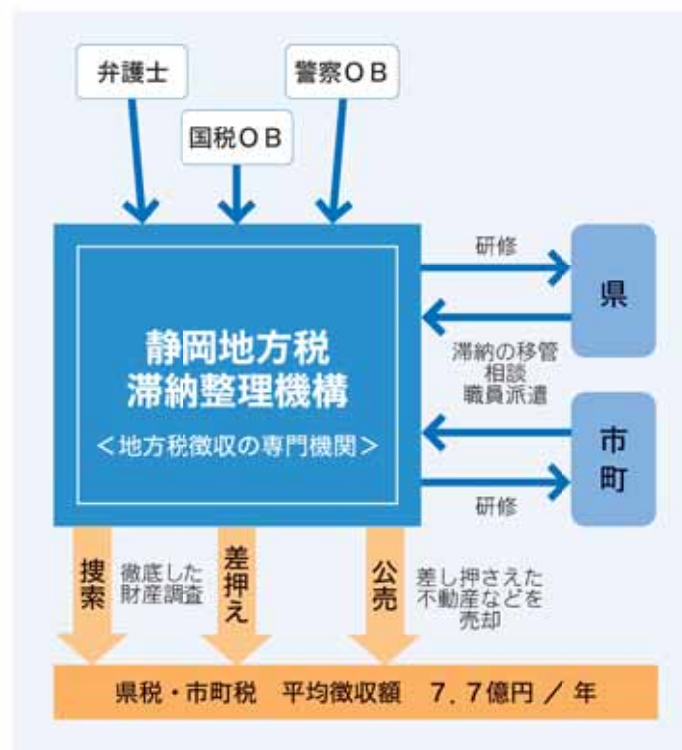 弁護士
警察ＯＢ
国税ＯＢ
静岡地方税
滞納整理機構
＜地方税徴収の専門機関＞
研修
県
滞納の移管
相談
職員派遣
市
町
研修
捜索
徹底した
財産調査
差押え
公売
差し押さえた
不動産などを
売却
県税・市町税　平均徴収額　７．７億円 ／ 年